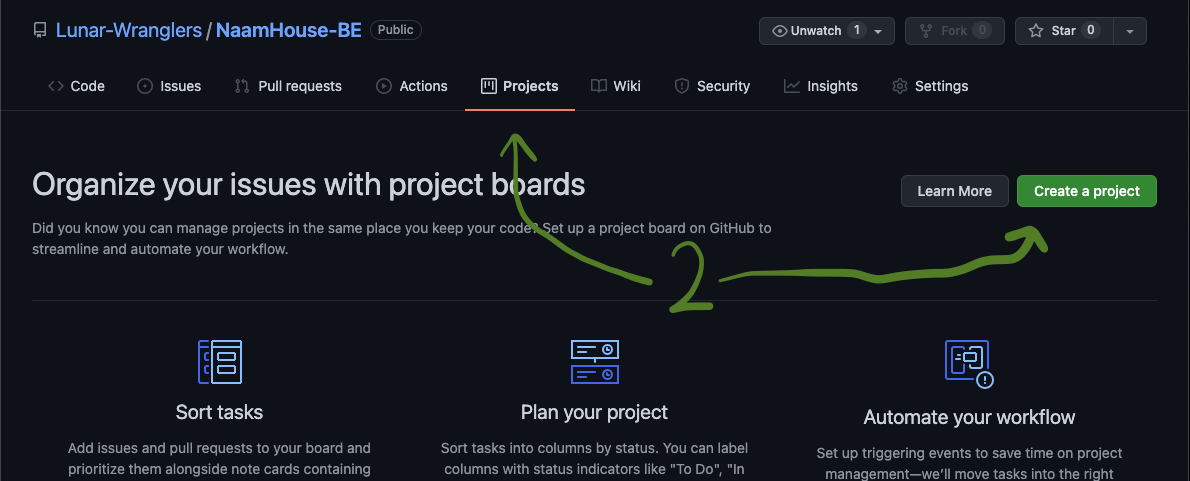 Lunar-Wranglers / NaamHouse-BE Public
Unwatch 1 Fork 0 Star 0
Code Issues Pull requests Actions Projects Wiki Security Insights Settings
Organize your issues with project boards
Learn More Create a project
Did you know you can manage projects in the same place you keep your code? Set up a project board on GitHub to
streamline and automate your workflow.
2
Sort tasks
Add issues and pull requests to your board and
prioritize them alongside note cards containing
Plan your project
Sort tasks into columns by status. You can label
columns with status indicators like "To Do", "In
Automate your workflow
Set up triggering events to save time on project
management—we'll move tasks into the right